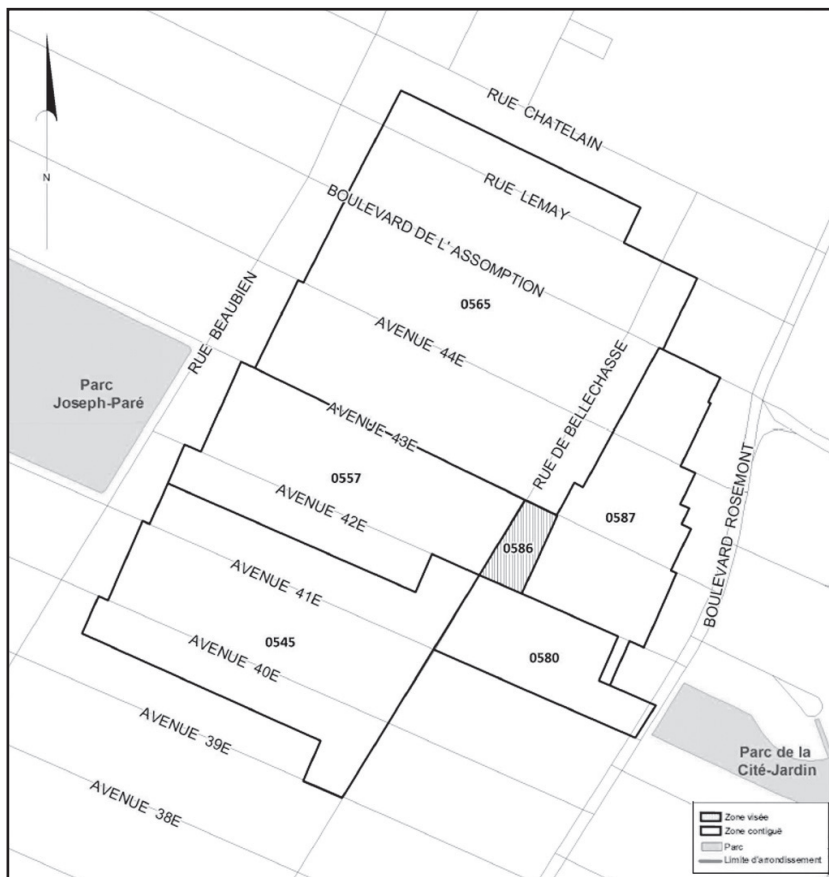 RUE CHATELAIN
RUE LEMAY
BOULEVARD DE L' ASSOMPTION
N
0565
RUE BEAUBIEN
AVENUE 44E
RUE DE BELLECHASSE
Parc
Joseph-Paré
AVENUE 43E
0557
AVENUE 42E
0587
BOULEVARD ROSEMONT
0586
AVENUE 41E
0545
AVENUE 40E
0580
AVENUE 39E
AVENUE 38E
Parc de la
Cité-Jardin
Zone visée
Zone contiguë
Parc
Limite d'arrondissement